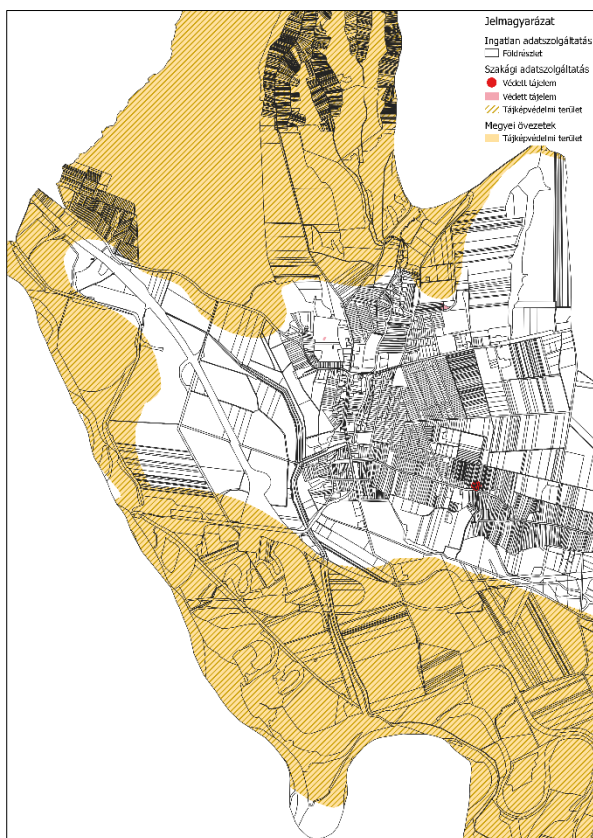 Jelmagyarázat
Ingatlan adatszolgáltatás
Földrészlet
Szakági adatszolgáltatás
Védett tájelem
Védett tájelem
Tájképvédelmi terület
Megyei övezetek
Tájképvédelmi terület